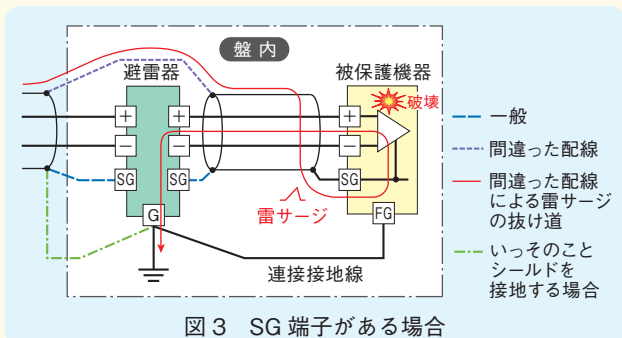 盤内
避雷器
被保護機器
破壊
+
+
+
+
−
−
−
−
SG
SG
SG
G
FG
雷サージ
連接接地線
一般
間違った配線
間違った配線
による雷サージ
の抜け道
いっそのこと
シールドを
接地する場合
図3 SG 端子がある場合